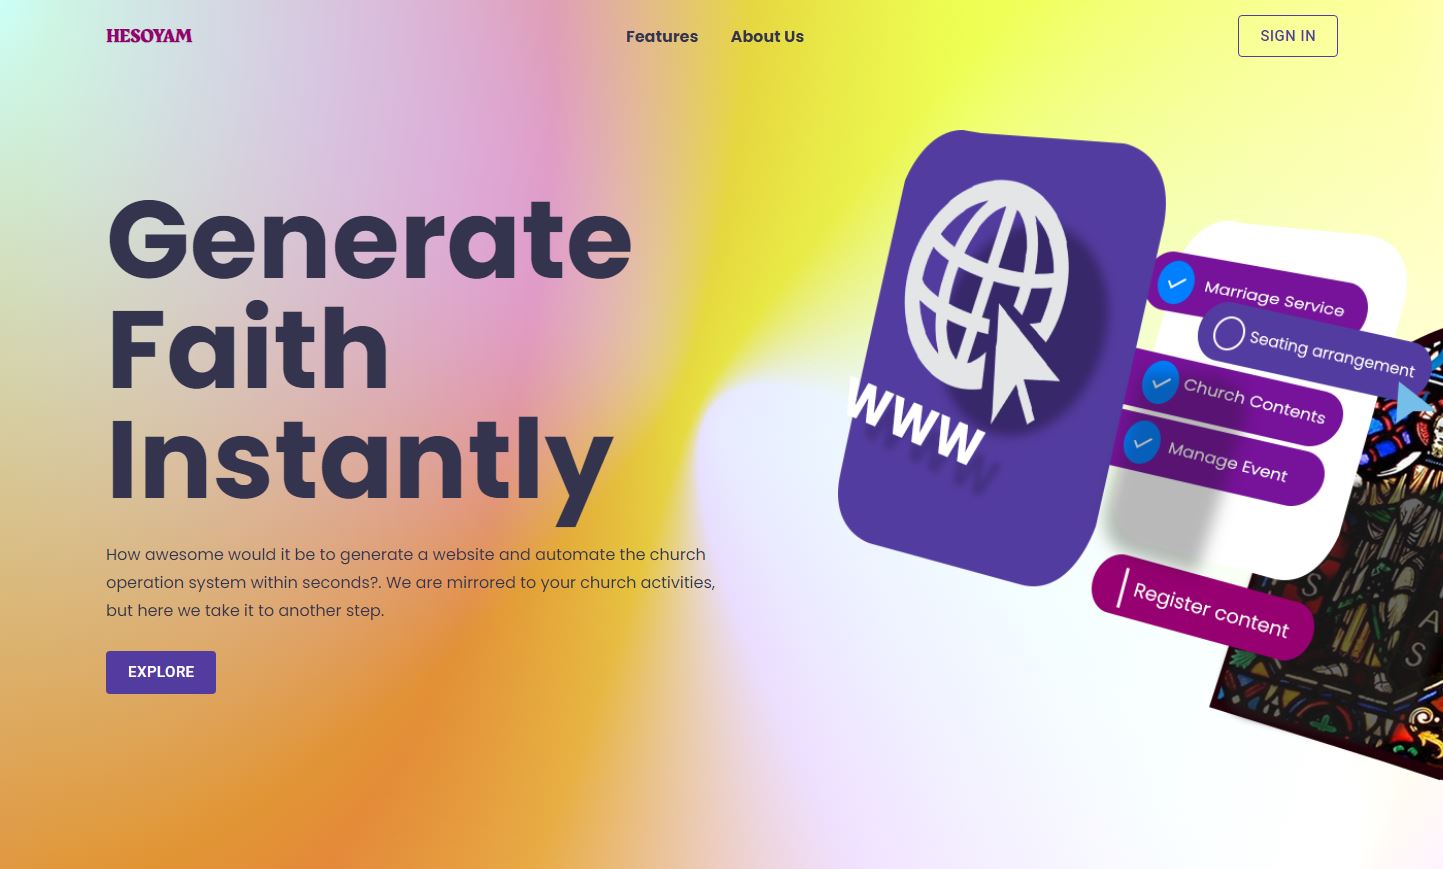 HESOYAM
Features
About Us
SIGN IN
Generate
Faith
Instantly
How awesome would it be to generate a website and automate the church
operation system within seconds?. We are mirrored to your church activities,
but here we take it to another step.
EXPLORE
www
Marriage Service
Seating arrangement
Church Contents
Manage Event
Register content
A
S